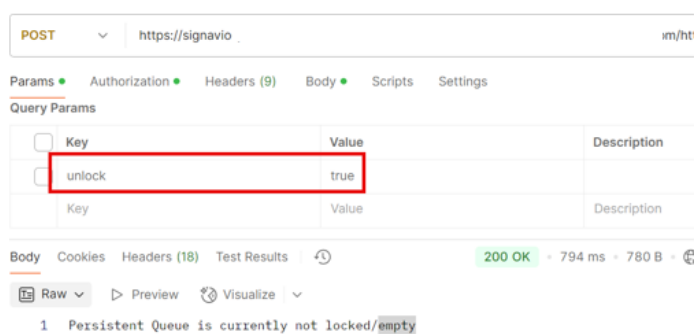 POST https://signavio om/htt
Params Authorization Headers (9) Body Scripts Settings
Query Params
Key Value Description
unlock true
Key Value Description
Body Cookies Headers (18) Test Results 200 OK 794 ms 780 B
Raw Preview Visualize
1 Persistent Queue is currently not locked/empty